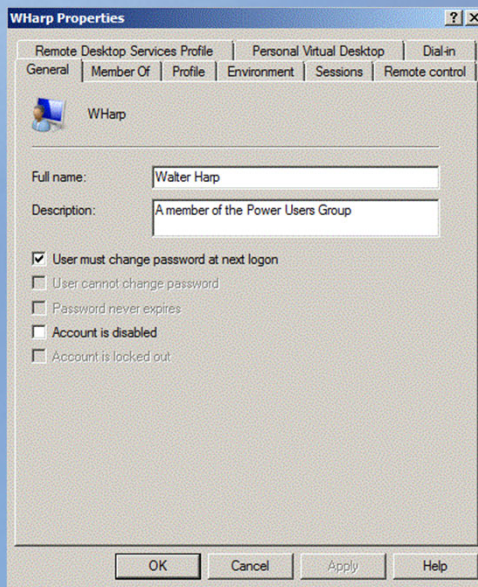 WHarp Properties
Remote Desktop Services Profile Personal Virtual Desktop Dial-in
General Member Of Profile Environment Sessions Remote control
WHarp
Full name: Walter Harp
Description: A member of the Power Users Group
User must change password at next logon
User cannot change password
Password never expires
Account is disabled
Account is locked out
OK Cancel Apply Help